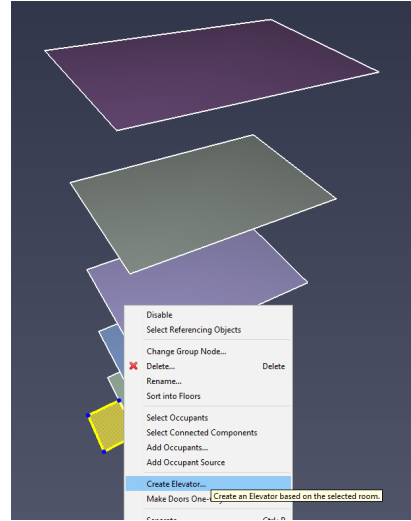 Disable
Select Referencing Objects
Change Group Node...
Delete... Delete
Rename...
Sort into Floors
Select Occupants
Select Connected Components
Add Occupants...
Add Occupant Source
Create Elevator...
Make Doors One- Create an Elevator based on the selected room.